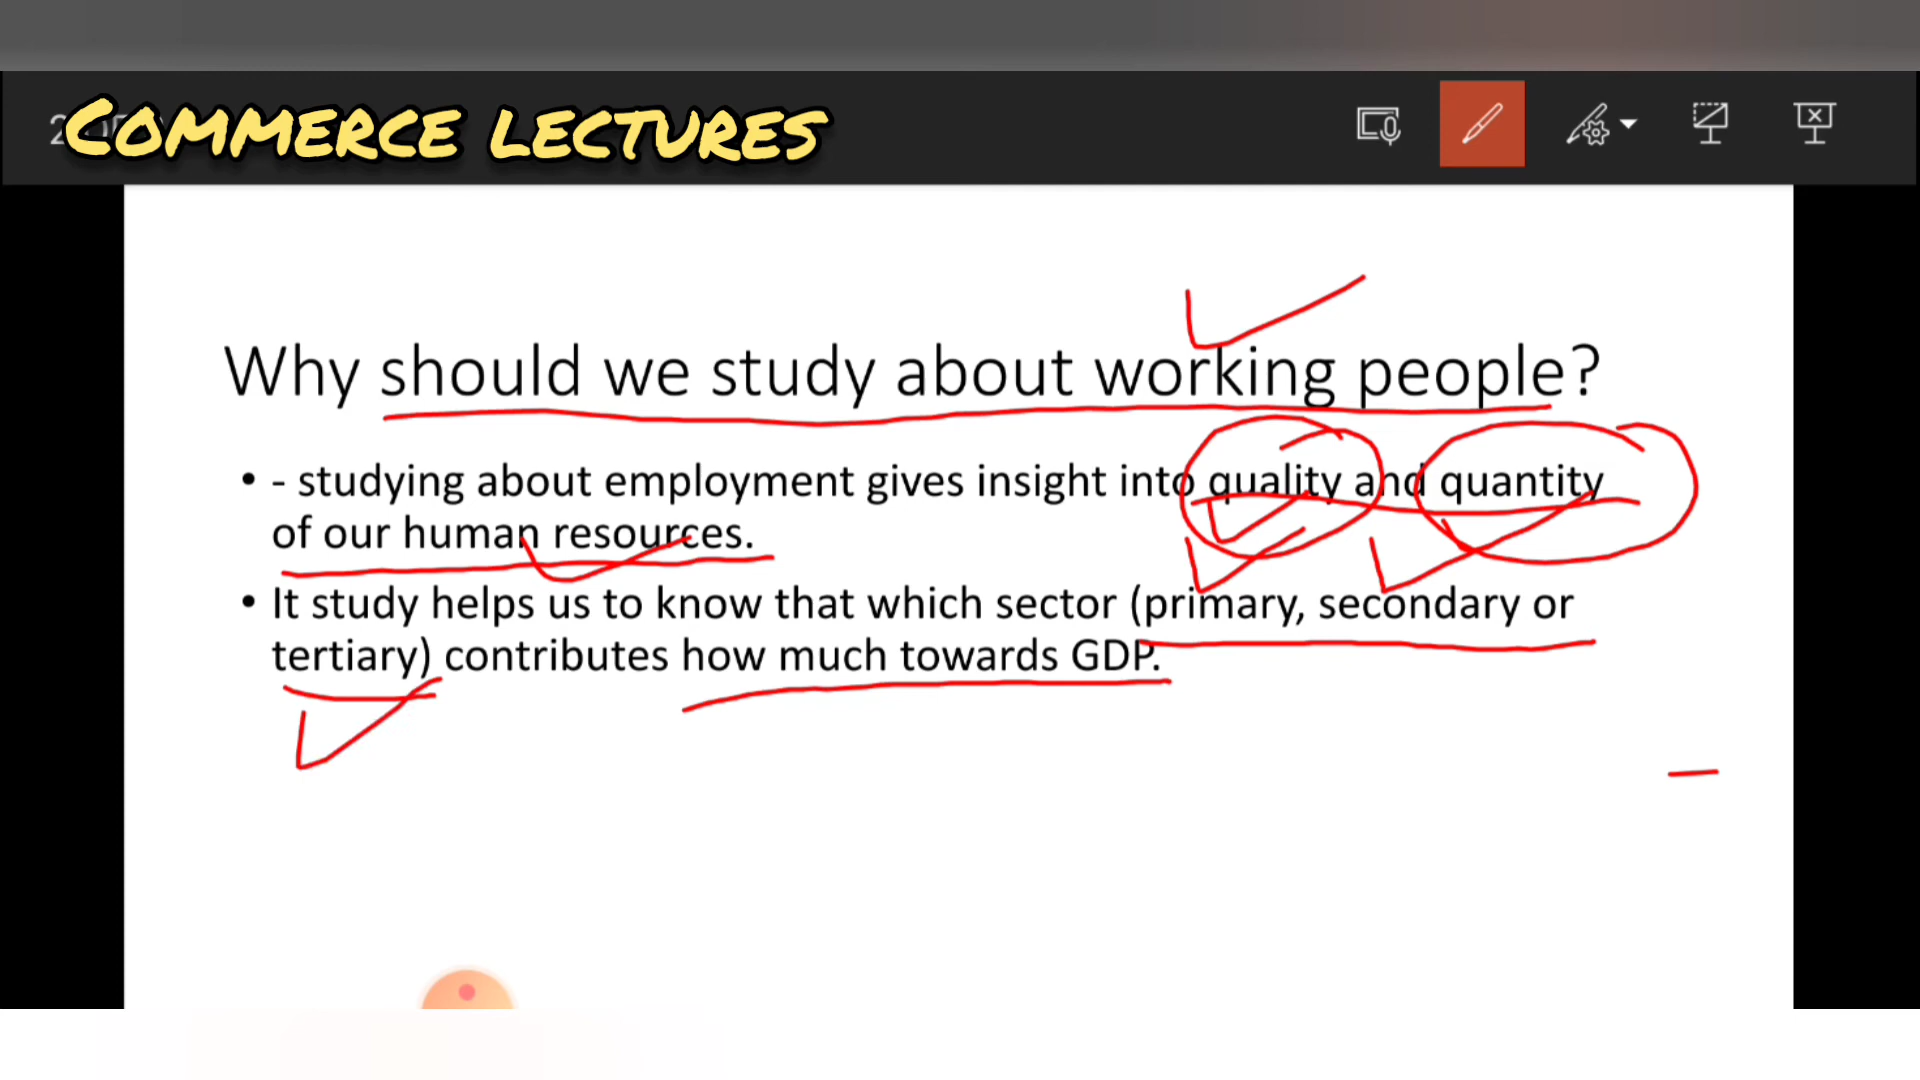 COMMERCE LECTURES
Why should we study about working people?
• - studying about employment gives insight into quality and quantity
of our human resources.
• It study helps us to know that which sector (primary, secondary or
tertiary) contributes how much towards GDP.